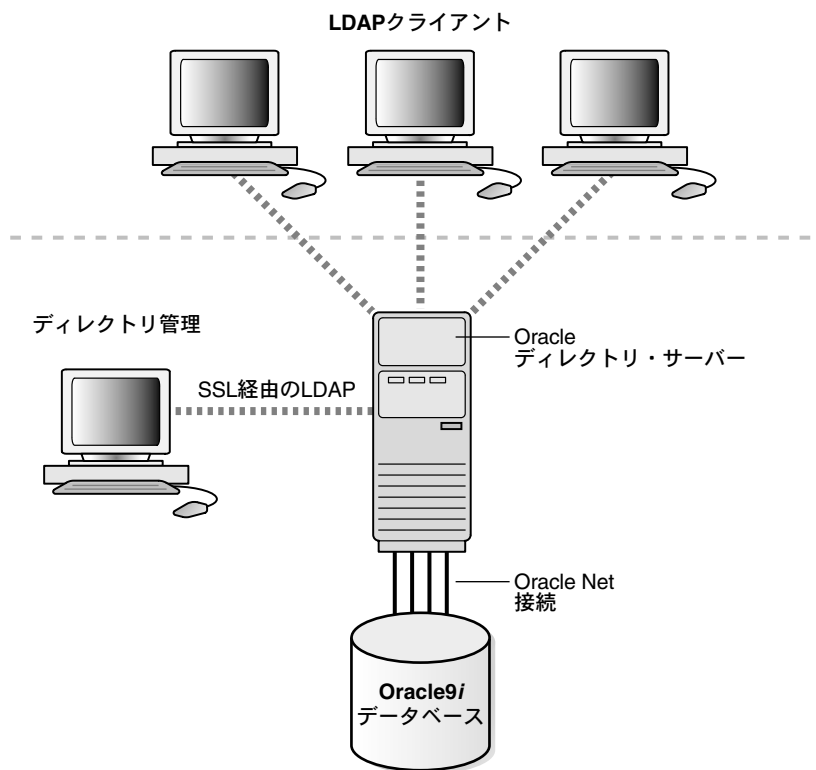 LDAPクライアント
ディレクトリ管理
Oracle
ディレクトリ・サーバー
SSL経由のLDAP
Oracle Net
接続
Oracle9i
データベース